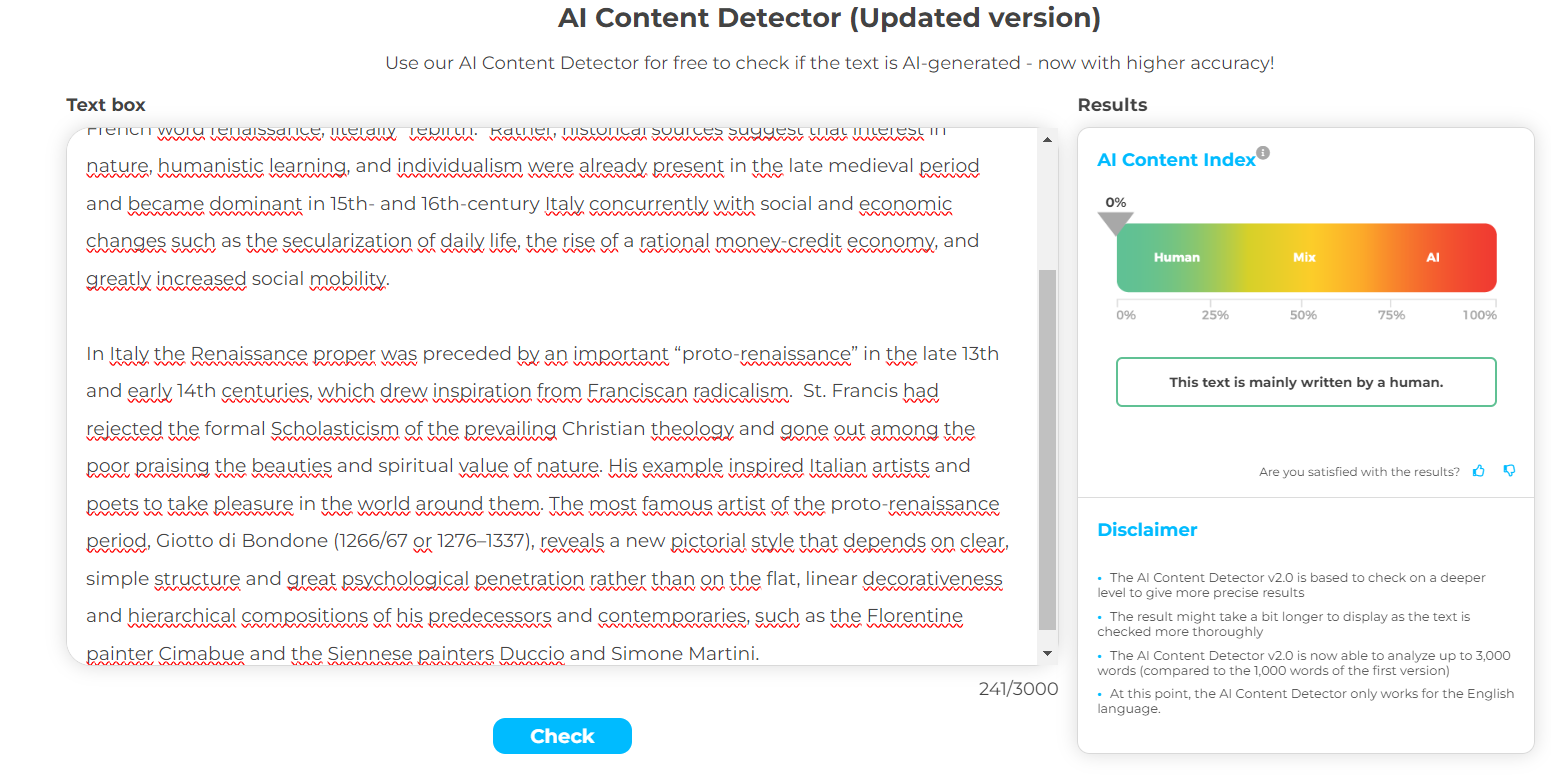 AI Content Detector (Updated version)
Use our AI Content Detector for free to check if the text is AI-generated - now with higher accuracy!
Text box
French word renaissance, literally “rebirth.” Rather, historical sources suggest that interest in
nature, humanistic learning, and individualism were already present in the late medieval period
and became dominant in 15th- and 16th-century Italy concurrently with social and economic
changes such as the secularization of daily life, the rise of a rational money-credit economy, and
greatly increased social mobility.
In Italy the Renaissance proper was preceded by an important “proto-renaissance” in the late 13th
and early 14th centuries, which drew inspiration from Franciscan radicalism.  St. Francis had
rejected the formal Scholasticism of the prevailing Christian theology and gone out among the
poor praising the beauties and spiritual value of nature. His example inspired Italian artists and
poets to take pleasure in the world around them. The most famous artist of the proto-renaissance
period, Giotto di Bondone (1266/67 or 1276–1337), reveals a new pictorial style that depends on clear,
simple structure and great psychological penetration rather than on the flat, linear decorativeness
and hierarchical compositions of his predecessors and contemporaries, such as the Florentine
painter Cimabue and the Siennese painters Duccio and Simone Martini.
241/3000
Check
Results
AI Content Index
0%
Human Mix AI
0% 25% 50% 75% 100%
This text is mainly written by a human.
Are you satisfied with the results?
Disclaimer
• The AI Content Detector v2.0 is based to check on a deeper
level to give more precise results
• The result might take a bit longer to display as the text is
checked more thoroughly
• The AI Content Detector v2.0 is now able to analyze up to 3,000
words (compared to the 1,000 words of the first version)
• At this point, the AI Content Detector only works for the English
language.